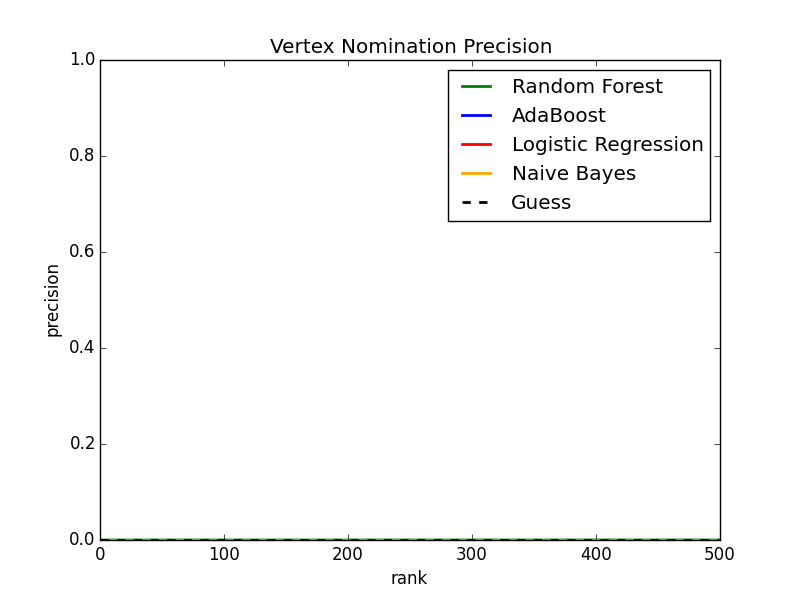 Vertex Nomination Precision
1.0
0.8
0.6
0.4
0.2
0.0
precision
Random Forest
AdaBoost
Logistic Regression
Naive Bayes
Guess
0 100 200 300 400 500
rank